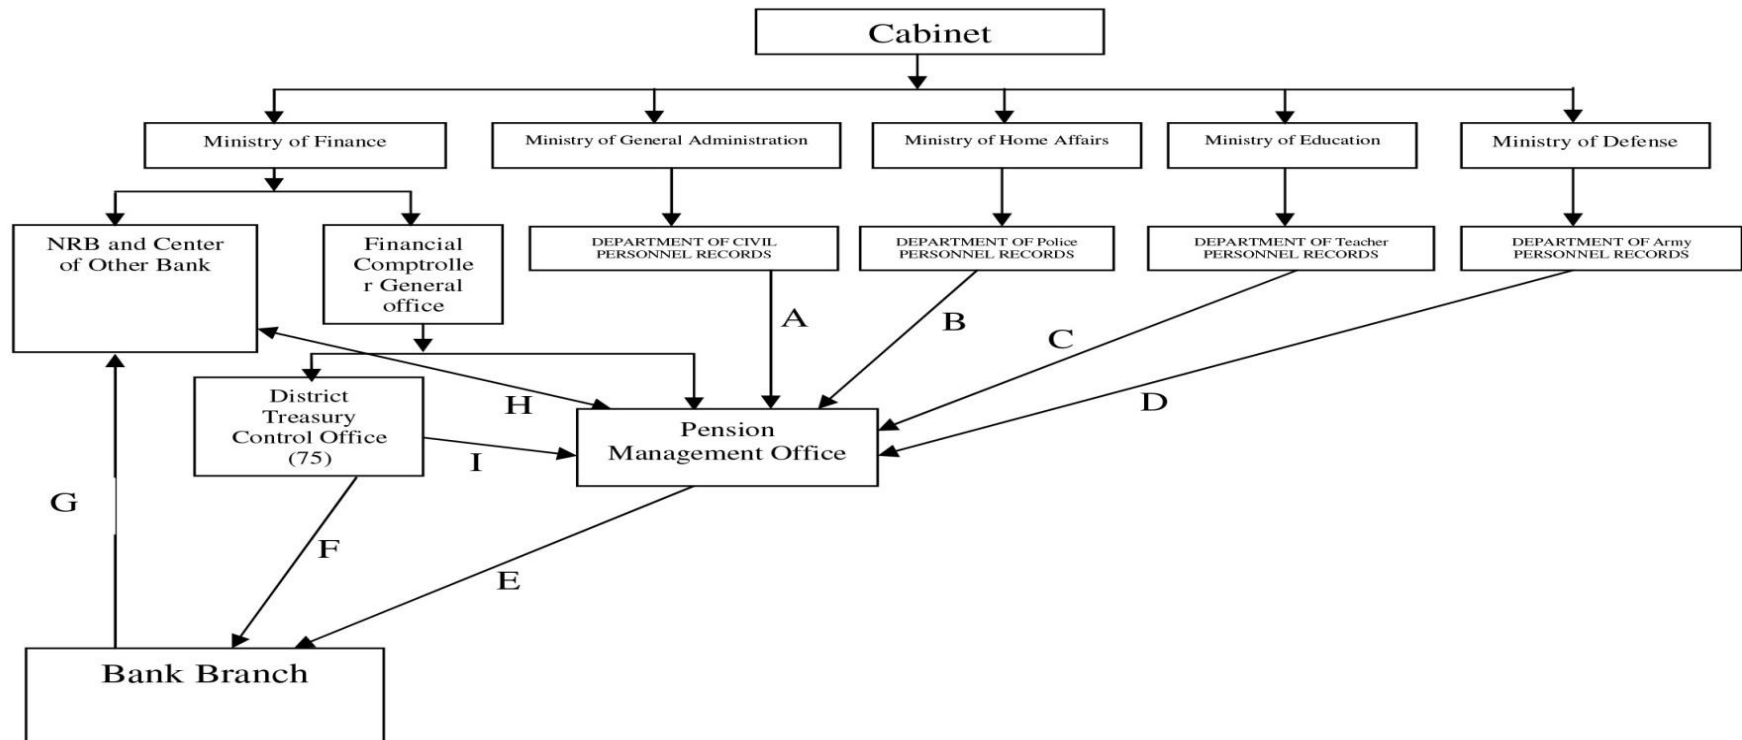 Cabinet
Ministry of Finance
Ministry of General Administration
Ministry of Home Affairs
Ministry of Education
Ministry of Defense
NRB and Center
of Other Bank
Financial
Comptrolle
r General
office
DEPARTMENT OF CIVIL
PERSONNEL RECORDS
DEPARTMENT OF Police
PERSONNEL RECORDS
DEPARTMENT OF Teacher
PERSONNEL RECORDS
DEPARTMENT OF Army
PERSONNEL RECORDS
A
B
C
D
H
District
Treasury
Control Office
(75)
I
Pension
Management Office
G
F
E
Bank Branch